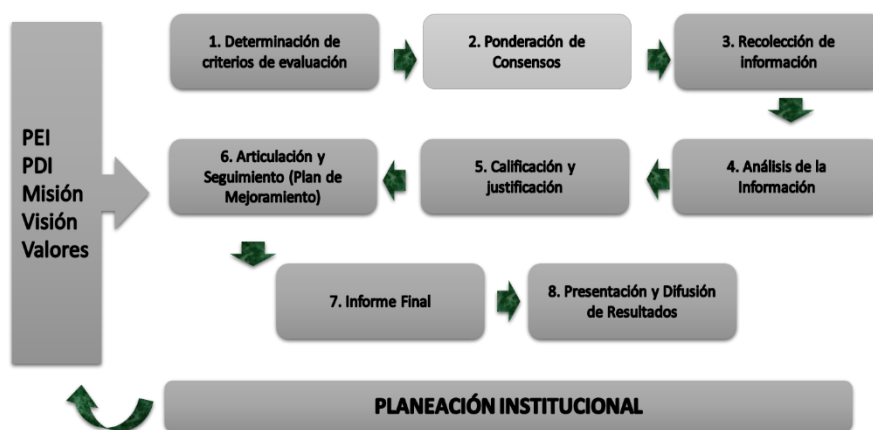 PEI
PDI
Misión
Visión
Valores
1. Determinación de
criterios de evaluación
2. Ponderación de
Consensos
3. Recolección de
información
4. Análisis de la
Información
5. Calificación y
justificación
6. Articulación y
Seguimiento (Plan de
Mejoramiento)
7. Informe Final
8. Presentación y Difusión
de Resultados
PLANEACIÓN INSTITUCIONAL